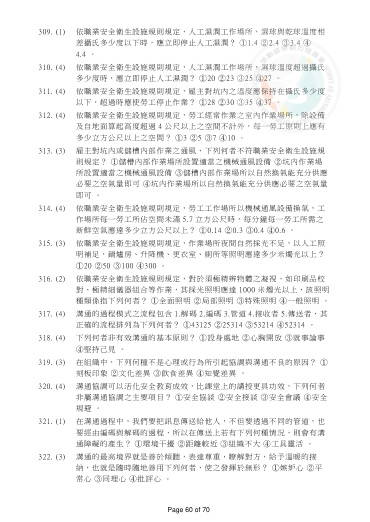 309. (1) 依職業安全衛生設施規則規定，人工濕潤工作場所、濕球與乾球溫度相
差攝氏多少度以下時，應立即停止人工濕潤？ ①1.4 ②2.4 ③3.4 ④
4.4 。
310. (4) 依職業安全衛生設施規則規定，人工濕潤工作場所，濕球溫度超過攝氏
多少度時，應立即停止人工濕潤？ ①20 ②23 ③25 ④27 。
311. (4) 依職業安全衛生設施規則規定，雇主對坑內之溫度應保持在攝氏多少度
以下，超過時應使勞工停止作業？ ①28 ②30 ③35 ④37 。
312. (4) 依職業安全衛生設施規則規定，勞工經常作業之室內作業場所，除設備
及自地面算起高度超過 4 公尺以上之空間不計外，每一勞工原則上應有
多少立方公尺以上之空間？ ①3 ②5 ③7 ④10 。
313. (3) 雇主對坑內或儲槽內部作業之通風，下列何者不符職業安全衛生設施規
則規定？ ①儲槽內部作業場所設置適當之機械通風設備 ②坑內作業場
所設置適當之機械通風設備 ③儲槽內部作業場所以自然換氣能充分供應
必要之空氣量即可 ④坑內作業場所以自然換氣能充分供應必要之空氣量
即可 。
314. (4) 依職業安全衛生設施規則規定，勞工工作場所以機械通風設備換氣，工
作場所每一勞工所佔空間未滿 5.7 立方公尺時，每分鐘每一勞工所需之
新鮮空氣應達多少立方公尺以上？ ①0.14 ②0.3 ③0.4 ④0.6 。
315. (3) 依職業安全衛生設施規則規定，作業場所夜間自然採光不足，以人工照
明補足，鍋爐房、升降機、更衣室、廁所等照明應達多少米燭光以上？
①20 ②50 ③100 ④300 。
316. (2) 依職業安全衛生設施規則規定，對於須極精辨物體之凝視，如印刷品校
對、極精細儀器組合等作業，其採光照明應達 1000 米燭光以上，該照明
種類係指下列何者？ ①全面照明 ②局部照明 ③特殊照明 ④一般照明 。
317. (4) 溝通的過程模式之流程包含 1.解碼 2.編碼 3.管道 4.接收者 5.傳送者，其
正確的流程排列為下列何者？ ①43125 ②25314 ③53214 ④52314 。
318. (4) 下列何者非有效溝通的基本原則？ ①設身處地 ②心胸開放 ③就事論事
④堅持己見 。
319. (3) 在組織中，下列何種不是心理或行為所引起協調與溝通不良的原因？ ①
刻板印象 ②文化差異 ③飲食差異 ④知覺差異 。
320. (4) 溝通協調可以活化安全教育成效，比課堂上的講授更具功效，下列何者
非屬溝通協調之主要項目？ ①安全協談 ②安全接談 ③安全會議 ④安全
規避 。
321. (1) 在溝通過程中，我們要把訊息傳送給他人，不但要透過不同的管道，也
要經由編碼與解碼的過程，所以在傳送上若有下列何種情況，則會有溝
通障礙的產生？ ①環境干擾 ②距離較近 ③組織不大 ④工具靈活 。
322. (3) 溝通的最高境界就是善於傾聽、表達尊重，瞭解對方，給予溫暖的接
納，也就是隨時隨地善用下列何者，使之發揮於無形？ ①嫉妒心 ②平
常心 ③同理心 ④批評心 。
Page 60 of 70